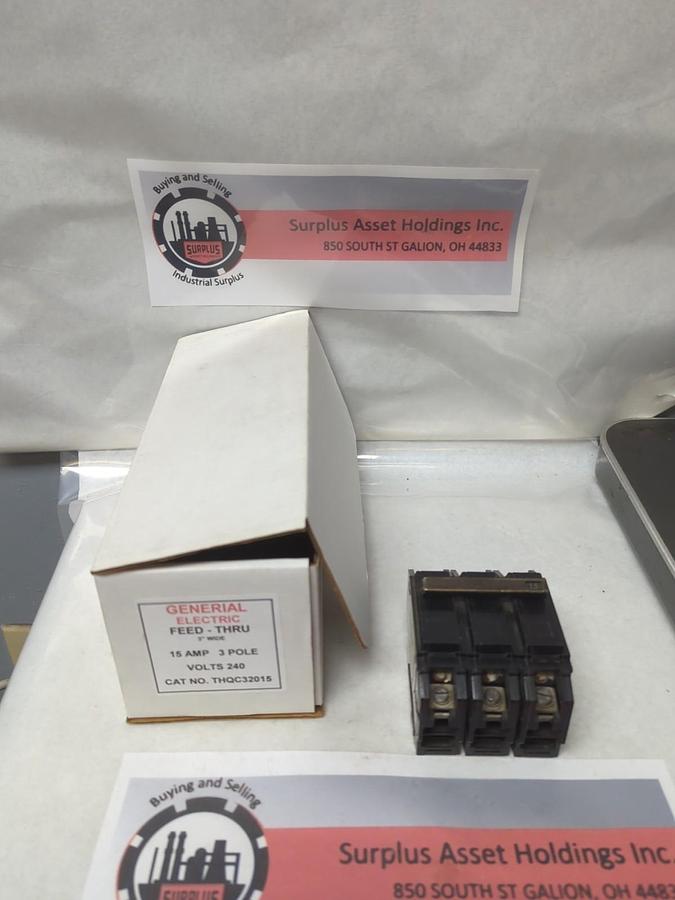 Buying and Selling
SURPLUS
Industrial Surplus
Surplus Asset Holdings Inc.
850 SOUTH ST GALION, OH 44833
GENERIAL
ELECTRIC
FEED - THRU
3" WIDE
15 AMP 3 POLE
VOLTS 240
CAT NO. THQC32015
Buying and Selling
SURPLUS
Surplus Asset Holdings Inc.
850 SOUTH ST GALION, OH 4483